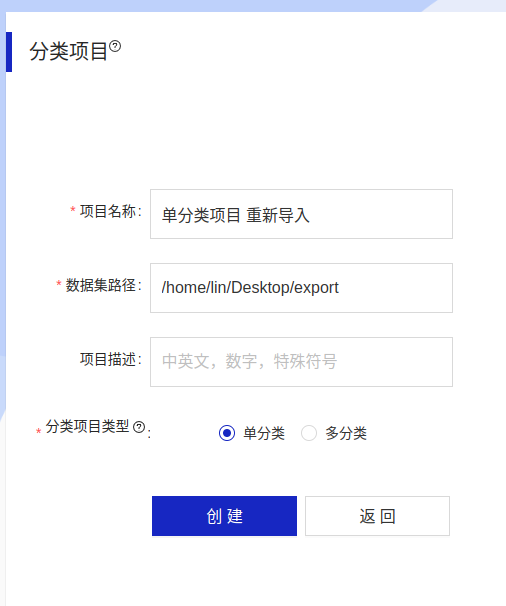 分类项目
* 项目名称: 单分类项目 重新导入
* 数据集路径: /home/lin/Desktop/export
项目描述: 中英文，数字，特殊符号
* 分类项目类型 : 单分类 多分类
创 建 返 回